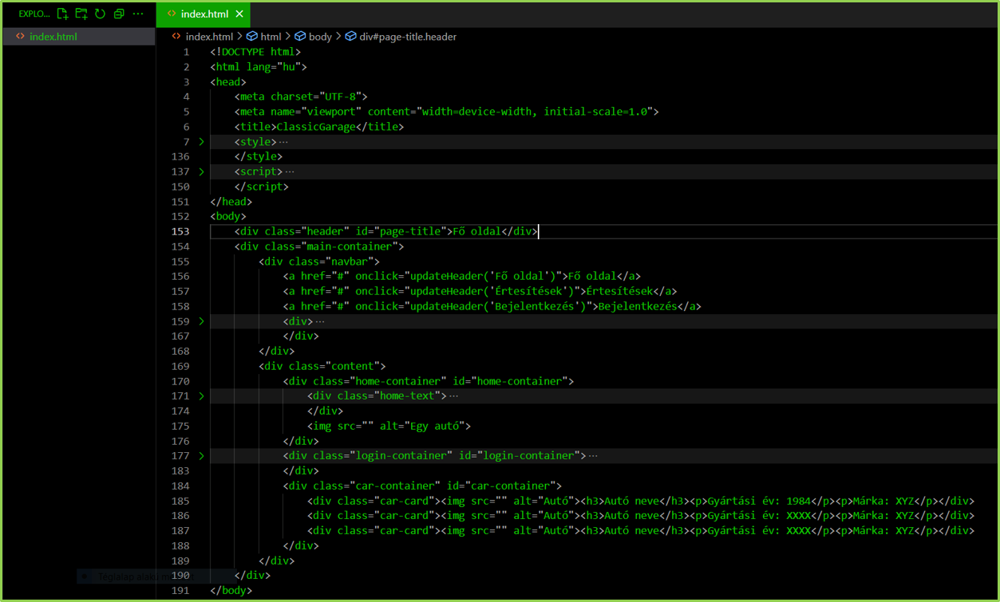 EXPLO... ···
index.html ×
index.html
index.html > html > body > div#page-title.header
1 <!DOCTYPE html>
2 <html lang="hu">
3 <head>
4 <meta charset="UTF-8">
5 <meta name="viewport" content="width=device-width, initial-scale=1.0">
6 <title>ClassicGarage</title>
7 > <style> ···
136 </style>
137 > <script> ···
150 </script>
151 </head>
152 <body>
153 <div class="header" id="page-title">Fő oldal</div>
154 <div class="main-container">
155 <div class="navbar">
156 <a href="#" onclick="updateHeader('Fő oldal')">Fő oldal</a>
157 <a href="#" onclick="updateHeader('Értesítések')">Értesítések</a>
158 <a href="#" onclick="updateHeader('Bejelentkezés')">Bejelentkezés</a>
159 > <div> ···
167 </div>
168 </div>
169 <div class="content">
170 <div class="home-container" id="home-container">
171 > <div class="home-text"> ···
174 </div>
175 <img src="" alt="Egy autó">
176 </div>
177 > <div class="login-container" id="login-container"> ···
183 </div>
184 <div class="car-container" id="car-container">
185 <div class="car-card"><img src="" alt="Autó"><h3>Autó neve</h3><p>Gyártási év: 1984</p><p>Márka: XYZ</p></div>
186 <div class="car-card"><img src="" alt="Autó"><h3>Autó neve</h3><p>Gyártási év: XXXX</p><p>Márka: XYZ</p></div>
187 <div class="car-card"><img src="" alt="Autó"><h3>Autó neve</h3><p>Gyártási év: XXXX</p><p>Márka: XYZ</p></div>
188 </div>
189 </div>
Téglalap alakú
190 </div>
191 </body>